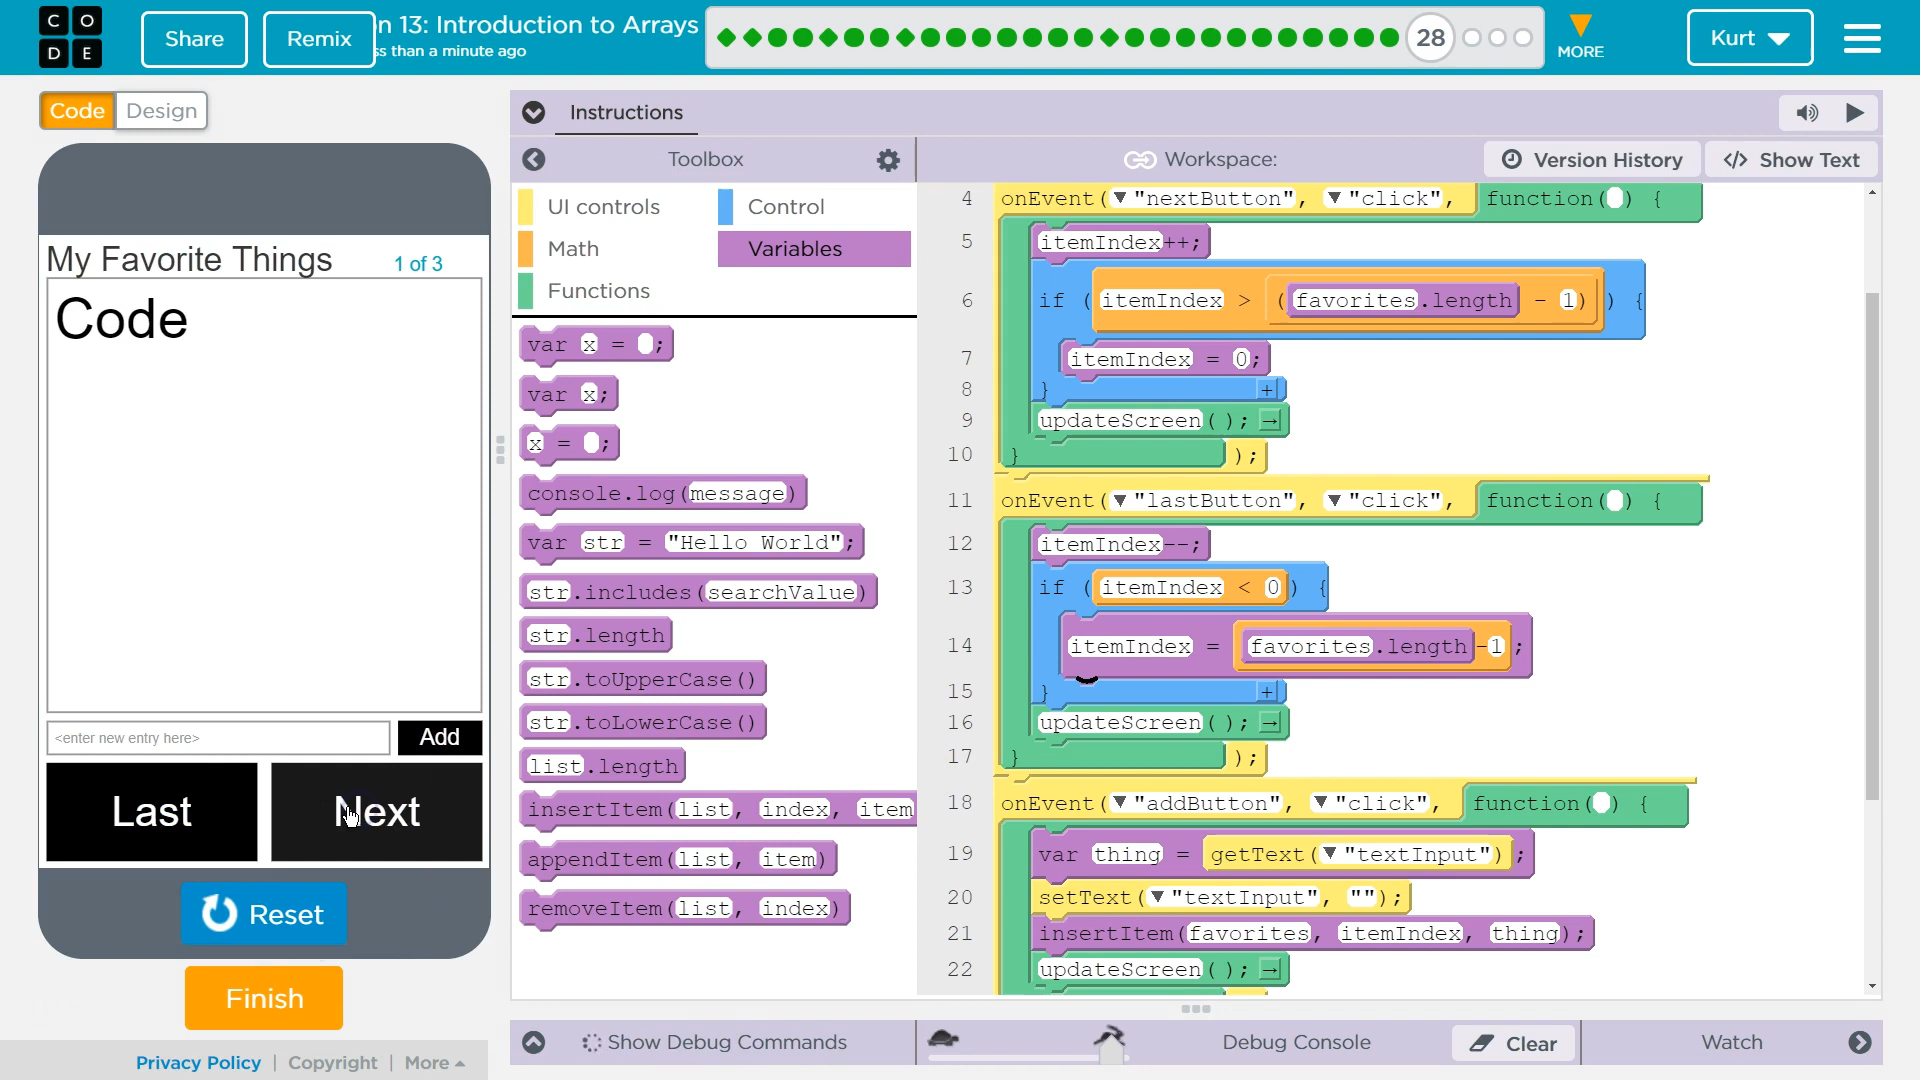 CODE
Share
Remix
n 13: Introduction to Arrays
ss than a minute ago
28
MORE
Kurt
Code
Design
My Favorite Things
1 of 3
Code
<enter new entry here>
Add
Last
Next
Reset
Finish
Privacy Policy | Copyright | More
Instructions
Toolbox
Workspace:
Version History
</> Show Text
UI controls
Control
Math
Variables
Functions
var x = ;
var x;
x = ;
console.log(message)
var str = "Hello World";
str.includes(searchValue)
str.length
str.toUpperCase()
str.toLowerCase()
list.length
insertItem(list, index, item
appendItem(list, item)
removeItem(list, index)
4 onEvent(▼"nextButton", ▼"click", function( ) {
5 itemIndex++;
6 if (itemIndex > (favorites.length - 1)) {
7 itemIndex = 0;
8 } +
9 updateScreen(); →
10 } );
11 onEvent(▼"lastButton", ▼"click", function( ) {
12 itemIndex--;
13 if (itemIndex < 0) {
14 itemIndex = favorites.length-1;
15 } +
16 updateScreen(); →
17 } );
18 onEvent(▼"addButton", ▼"click", function( ) {
19 var thing = getText(▼"textInput");
20 setText(▼"textInput", "");
21 insertItem(favorites, itemIndex, thing);
22 updateScreen(); →
Show Debug Commands
Debug Console
Clear
Watch